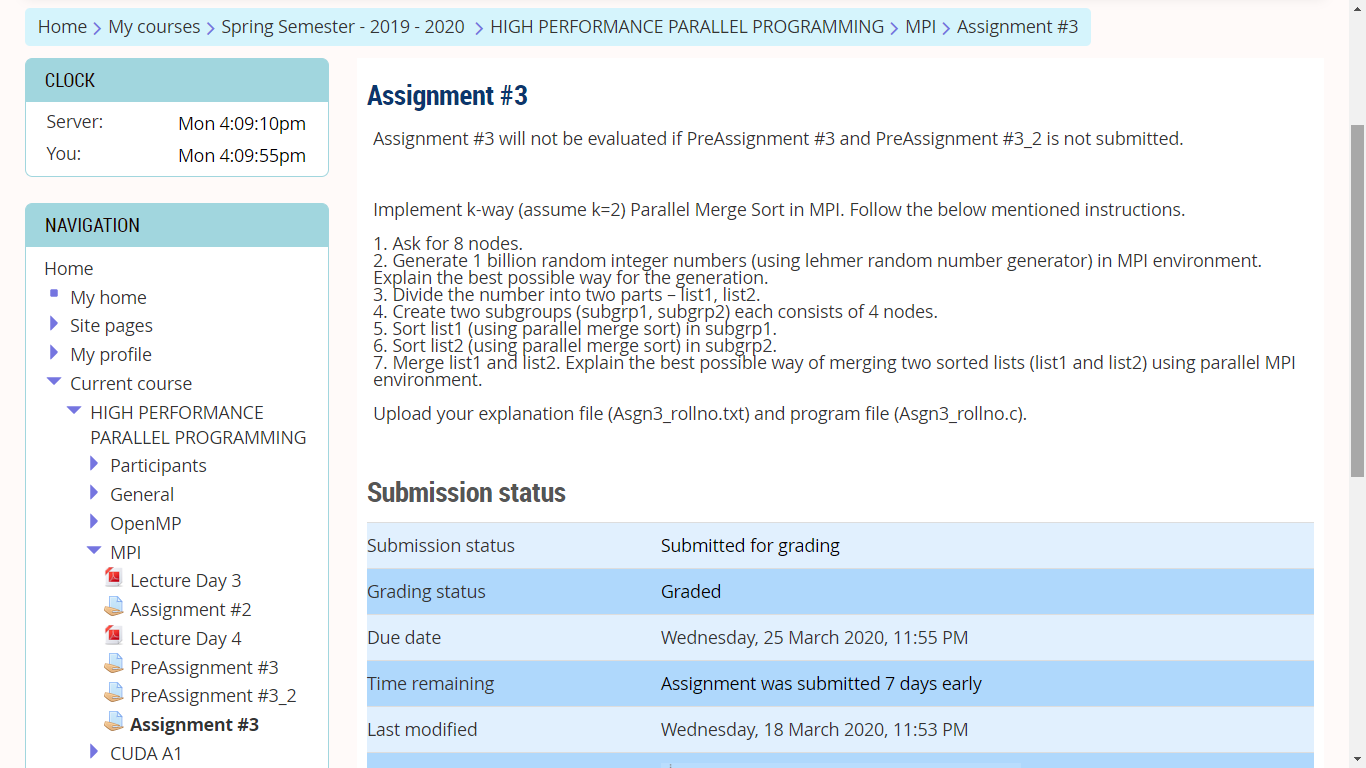 Home > My courses > Spring Semester - 2019 - 2020 > HIGH PERFORMANCE PARALLEL PROGRAMMING > MPI > Assignment #3
CLOCK
Server: Mon 4:09:10pm
You: Mon 4:09:55pm
NAVIGATION
Home
My home
Site pages
My profile
Current course
HIGH PERFORMANCE
PARALLEL PROGRAMMING
Participants
General
OpenMP
MPI
Lecture Day 3
Assignment #2
Lecture Day 4
PreAssignment #3
PreAssignment #3_2
Assignment #3
CUDA A1
Assignment #3
Assignment #3 will not be evaluated if PreAssignment #3 and PreAssignment #3_2 is not submitted.
Implement k-way (assume k=2) Parallel Merge Sort in MPI. Follow the below mentioned instructions.
1. Ask for 8 nodes.
2. Generate 1 billion random integer numbers (using lehmer random number generator) in MPI environment.
Explain the best possible way for the generation.
3. Divide the number into two parts – list1, list2.
4. Create two subgroups (subgrp1, subgrp2) each consists of 4 nodes.
5. Sort list1 (using parallel merge sort) in subgrp1.
6. Sort list2 (using parallel merge sort) in subgrp2.
7. Merge list1 and list2. Explain the best possible way of merging two sorted lists (list1 and list2) using parallel MPI
environment.
Upload your explanation file (Asgn3_rollno.txt) and program file (Asgn3_rollno.c).
Submission status
Submission status Submitted for grading
Grading status Graded
Due date Wednesday, 25 March 2020, 11:55 PM
Time remaining Assignment was submitted 7 days early
Last modified Wednesday, 18 March 2020, 11:53 PM